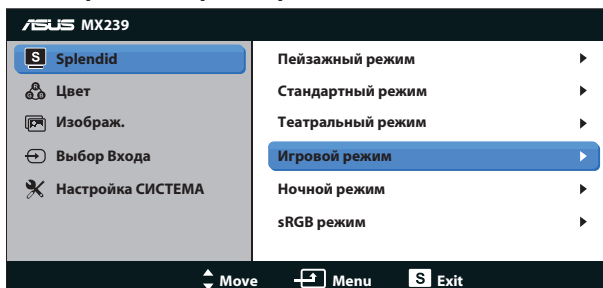 ASUS MX239
S Splendid
Цвет
Изображ.
Выбор Входа
Настройка СИСТЕМА
Пейзажный режим
Стандартный режим
Театральный режим
Игровой режим
Ночной режим
sRGB режим
Move Menu S Exit